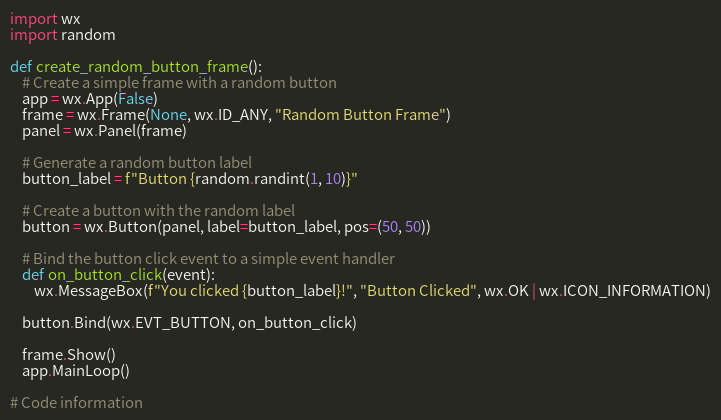 import wx
import random

def create_random_button_frame():
    # Create a simple frame with a random button
    app = wx.App(False)
    frame = wx.Frame(None, wx.ID_ANY, "Random Button Frame")
    panel = wx.Panel(frame)

    # Generate a random button label
    button_label = f"Button {random.randint(1, 10)}"

    # Create a button with the random label
    button = wx.Button(panel, label=button_label, pos=(50, 50))

    # Bind the button click event to a simple event handler
    def on_button_click(event):
        wx.MessageBox(f"You clicked {button_label}!", "Button Clicked", wx.OK | wx.ICON_INFORMATION)

    button.Bind(wx.EVT_BUTTON, on_button_click)

    frame.Show()
    app.MainLoop()

# Code information